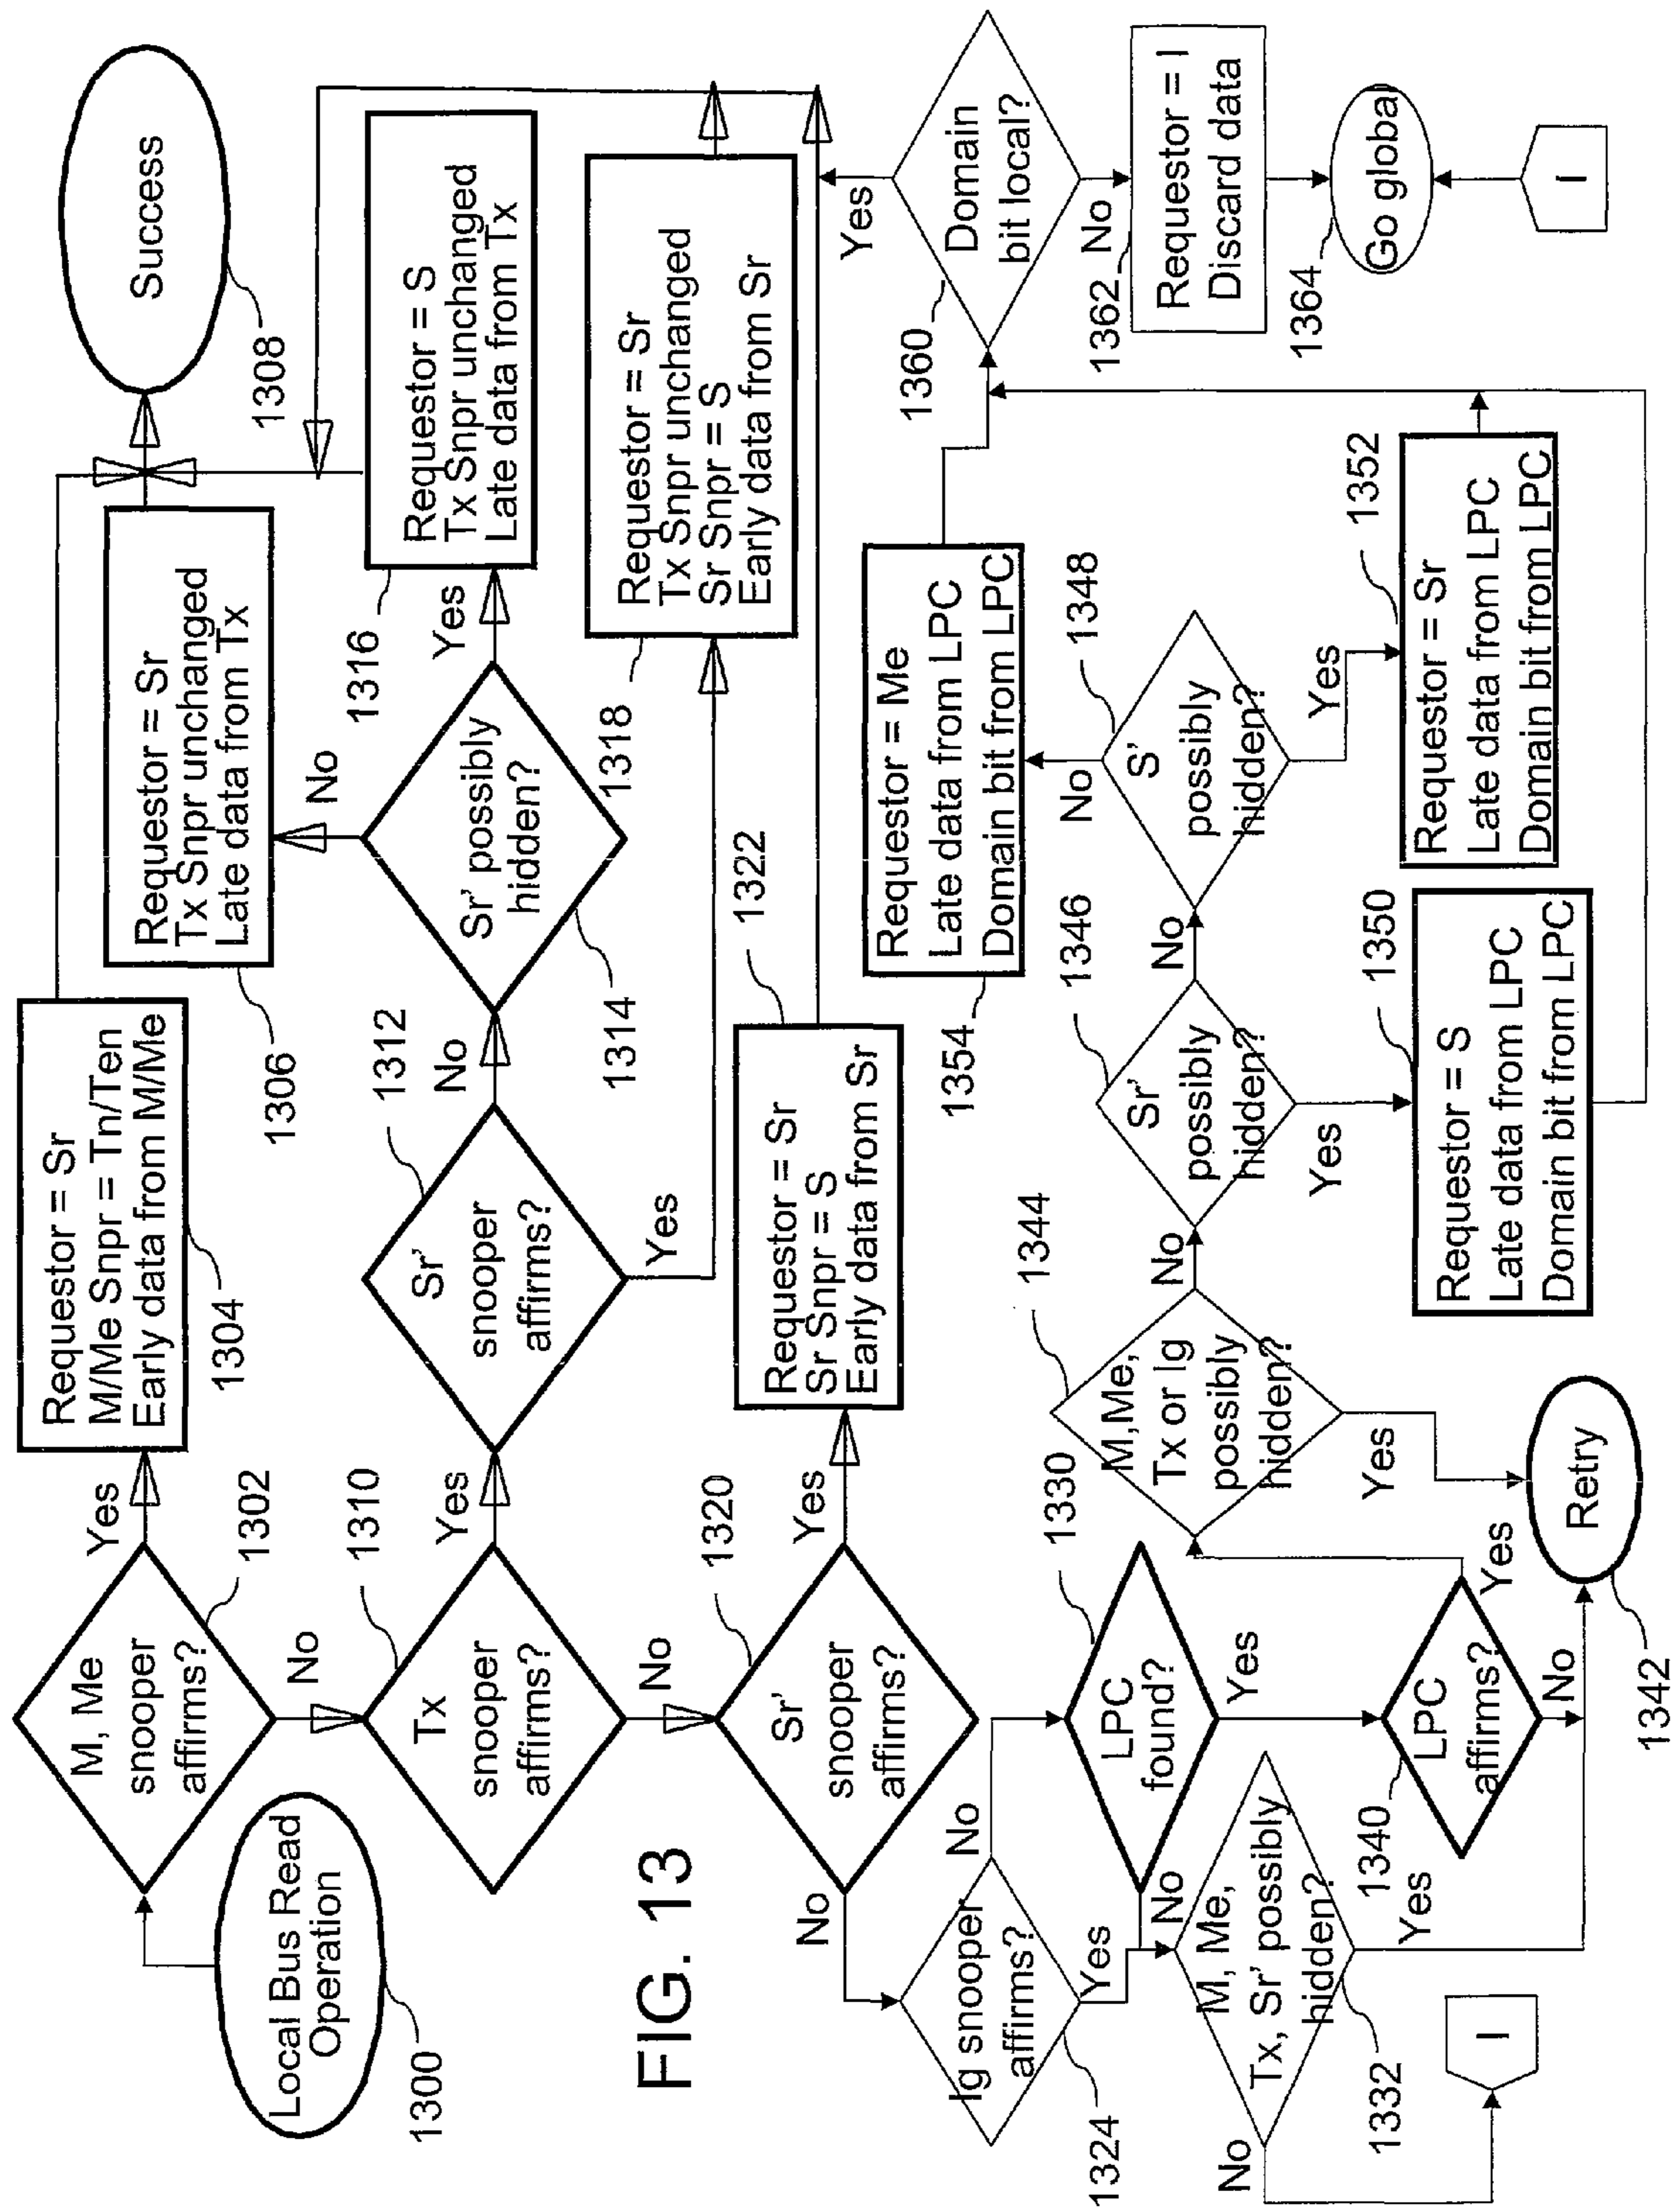 Local Bus Read
Operation
1300
M, Me
snooper
affirms?
1302
Yes
No
Requestor = Sr
M/Me Snpr = Tn/Ten
Early data from M/Me
1304
Requestor = Sr
Tx Snpr unchanged
Late data from Tx
1306
Success
1308
Tx
snooper
affirms?
1310
Yes
No
Sr'
snooper
affirms?
1312
No
Yes
Sr' possibly
hidden?
1314
No
Yes
Requestor = S
Tx Snpr unchanged
Late data from Tx
1316
Requestor = Sr
Tx Snpr unchanged
Sr Snpr = S
Early data from Sr
1318
Sr'
snooper
affirms?
1320
Yes
No
Requestor = Sr
Sr Snpr = S
Early data from Sr
1322
FIG. 13
Ig snooper
affirms?
1324
No
Yes
LPC
found?
1330
No
Yes
M, Me,
Tx, Sr' possibly
hidden?
1332
No
Yes
I
LPC
affirms?
1340
Yes
No
Retry
1342
M,Me,
Tx or Ig
possibly
hidden?
1344
No
Yes
Sr'
possibly
hidden?
1346
No
Yes
S'
possibly
hidden?
1348
No
Yes
Requestor = S
Late data from LPC
Domain bit from LPC
1350
Requestor = Sr
Late data from LPC
Domain bit from LPC
1352
Requestor = Me
Late data from LPC
Domain bit from LPC
1354
Domain
bit local?
1360
Yes
No
Requestor = I
Discard data
1362
Go global
1364
I